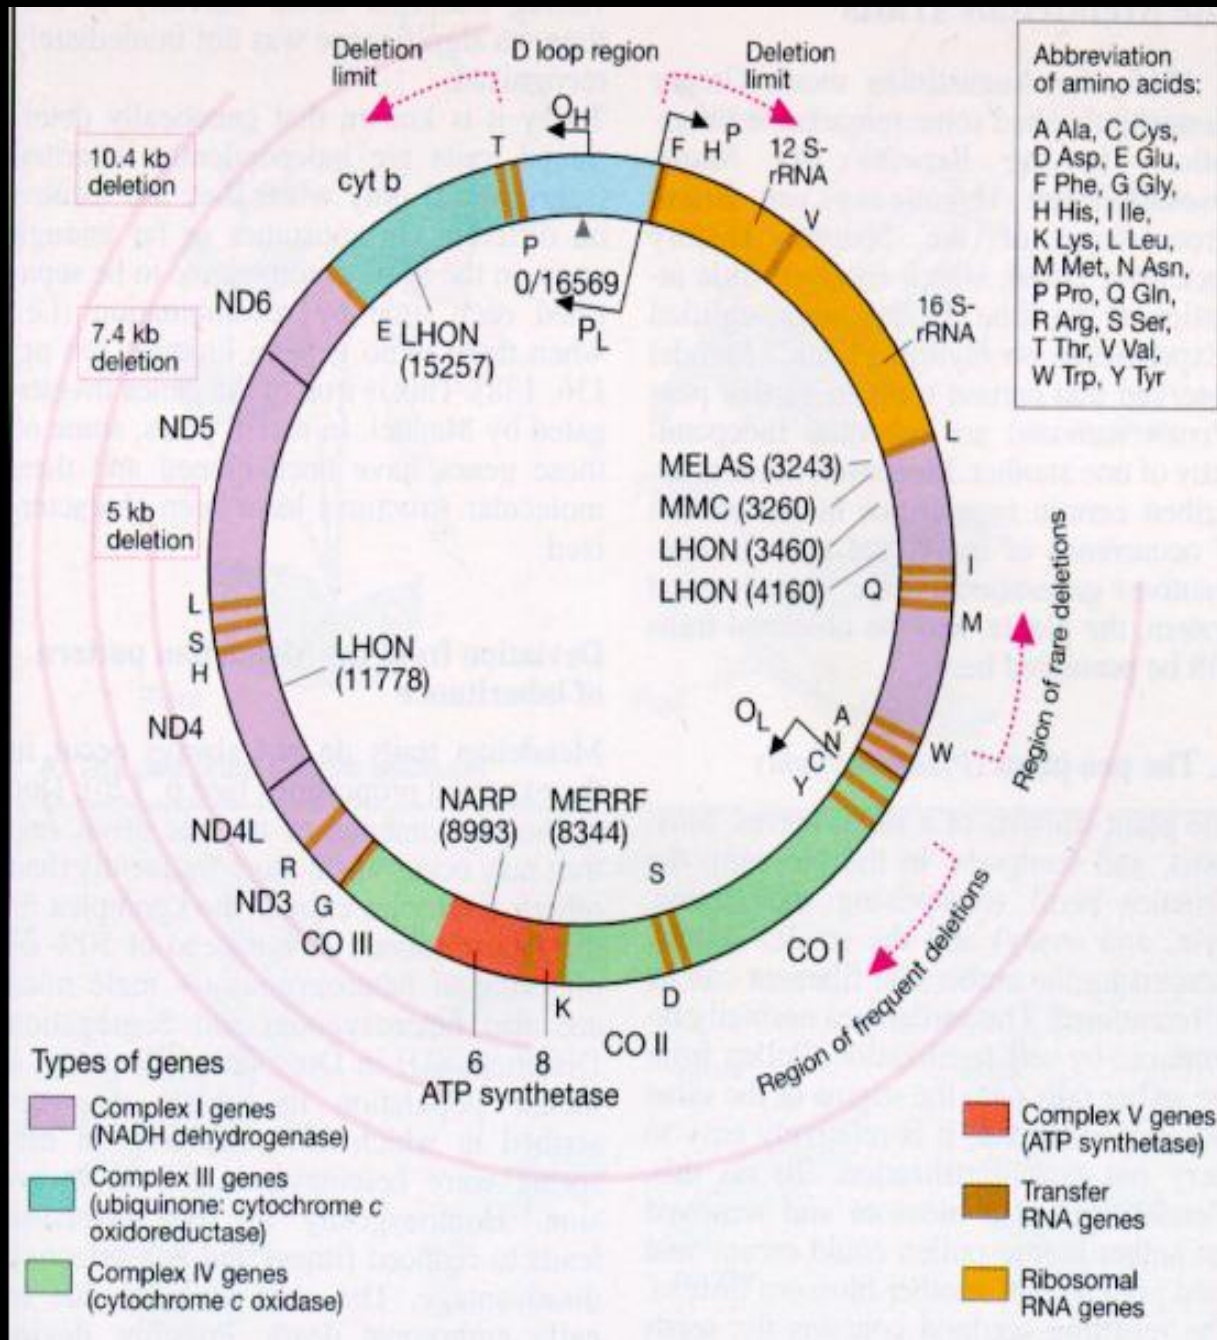 Deletion
limit
D loop region
Deletion
limit
Abbreviation
of amino acids:
A Ala, C Cys,
D Asp, E Glu,
F Phe, G Gly,
H His, I Ile,
K Lys, L Leu,
M Met, N Asn,
P Pro, Q Gln,
R Arg, S Ser,
T Thr, V Val,
W Trp, Y Tyr
10.4 kb
deletion
7.4 kb
deletion
5 kb
deletion
OH
T
F
PH
12 S-
rRNA
cyt b
V
P
0/16569
PL
ND6
E
LHON
(15257)
16 S-
rRNA
ND5
L
MELAS (3243)
MMC (3260)
LHON (3460)
LHON (4160)
I
Q
M
L
S
H
LHON
(11778)
Region of rare deletions
ND4
OL
A
N
C
Y
W
NARP
(8993)
MERRF
(8344)
ND4L
R
ND3
G
S
CO III
CO I
K
D
CO II
Region of frequent deletions
6 8
ATP synthetase
Types of genes
Complex I genes
(NADH dehydrogenase)
Complex III genes
(ubiquinone: cytochrome c
oxidoreductase)
Complex IV genes
(cytochrome c oxidase)
Complex V genes
(ATP synthetase)
Transfer
RNA genes
Ribosomal
RNA genes